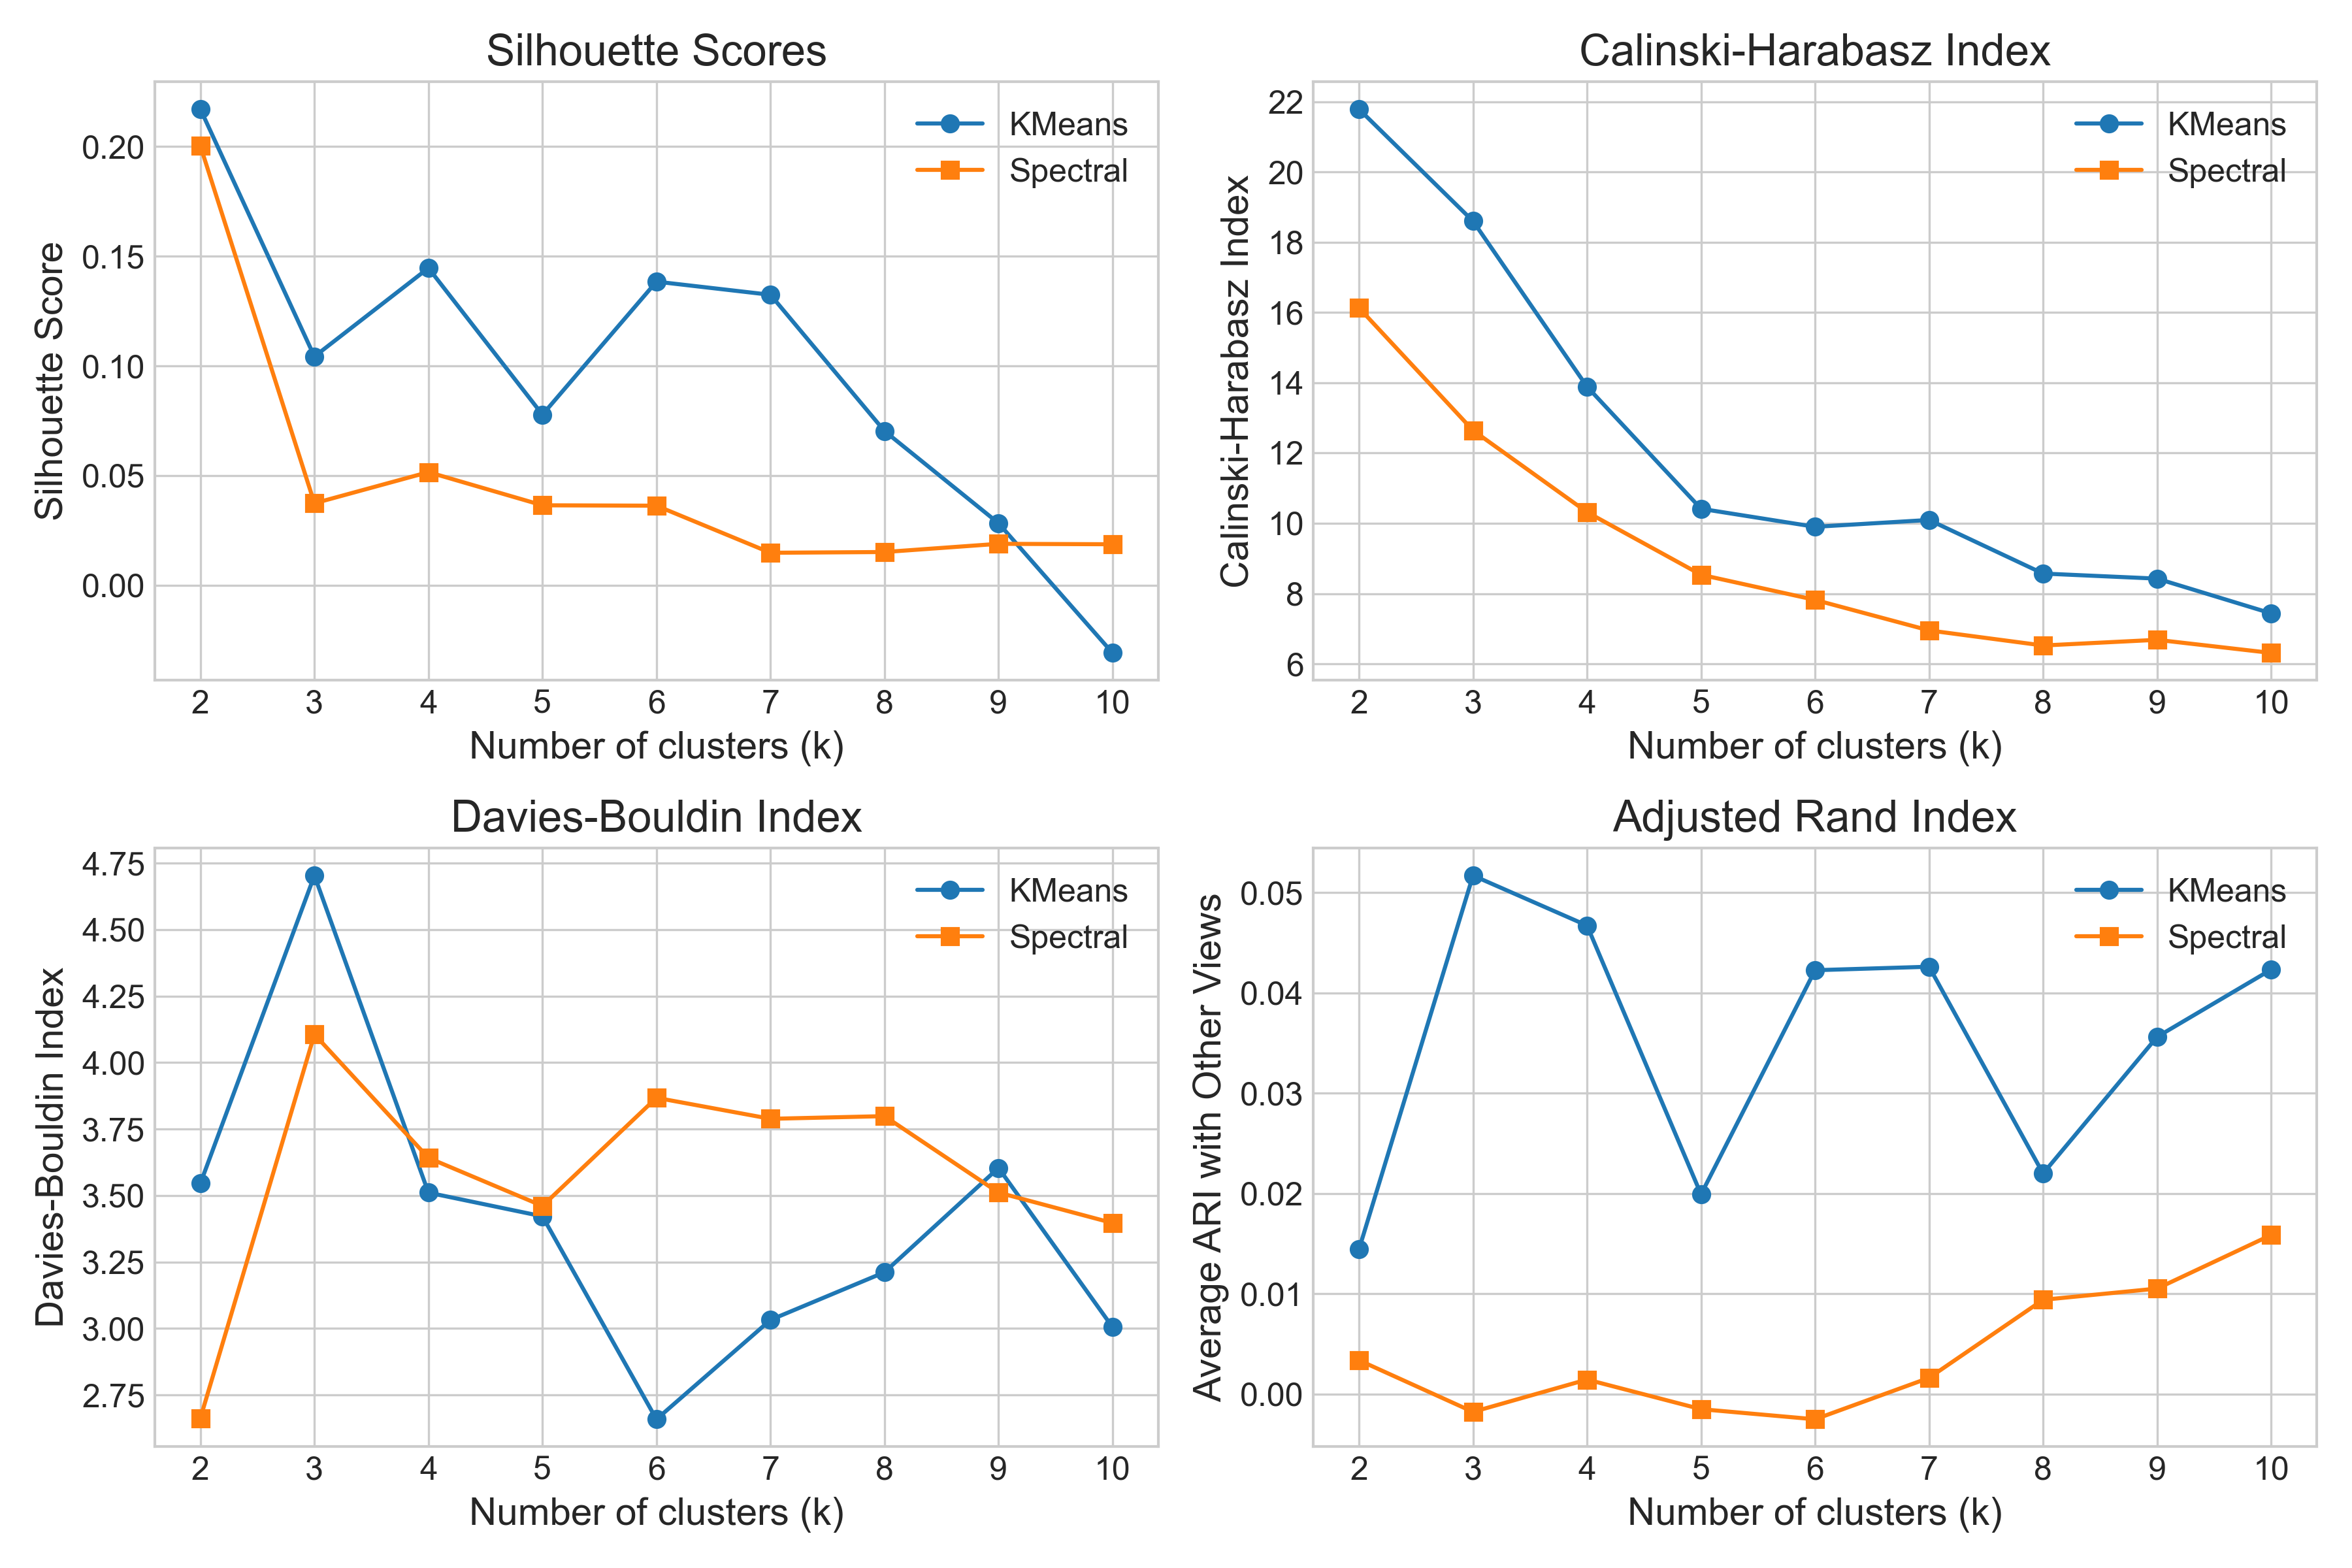 Silhouette Scores
Silhouette Score
0.20
0.15
0.10
0.05
0.00
KMeans
Spectral
2 3 4 5 6 7 8 9 10
Number of clusters (k)
Calinski-Harabasz Index
Calinski-Harabasz Index
22
20
18
16
14
12
10
8
6
KMeans
Spectral
2 3 4 5 6 7 8 9 10
Number of clusters (k)
Davies-Bouldin Index
Davies-Bouldin Index
4.75
4.50
4.25
4.00
3.75
3.50
3.25
3.00
2.75
KMeans
Spectral
2 3 4 5 6 7 8 9 10
Number of clusters (k)
Adjusted Rand Index
Average ARI with Other Views
0.05
0.04
0.03
0.02
0.01
0.00
KMeans
Spectral
2 3 4 5 6 7 8 9 10
Number of clusters (k)